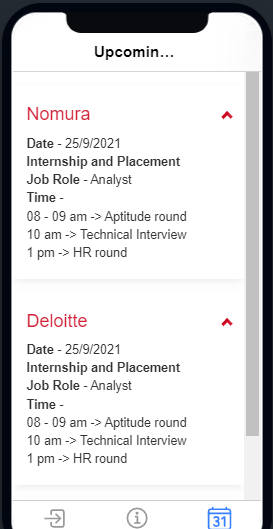 Upcomin...
Nomura
Date - 25/9/2021
Internship and Placement
Job Role - Analyst
Time -
08 - 09 am -> Aptitude round
10 am -> Technical Interview
1 pm -> HR round
Deloitte
Date - 25/9/2021
Internship and Placement
Job Role - Analyst
Time -
08 - 09 am -> Aptitude round
10 am -> Technical Interview
1 pm -> HR round
31